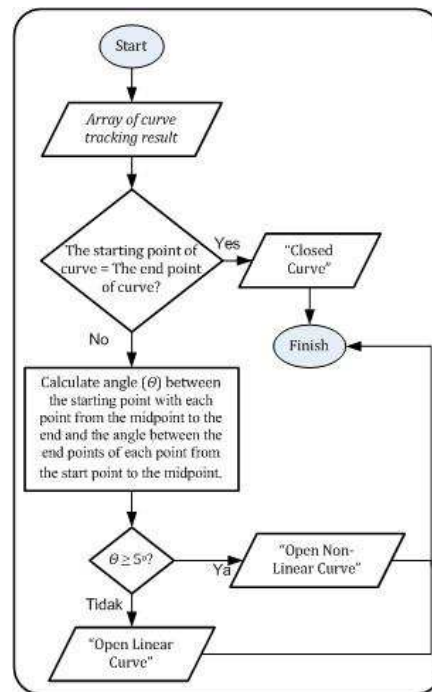 Start
Array of curve
tracking result
The starting point of
curve = The end point
of curve?
Yes
"Closed
Curve"
Finish
No
Calculate angle (Θ) between
the starting point with each
point from the midpoint to the
end and the angle between the
end points of each point from
the start point to the midpoint.
Θ ≥ 5º?
Ya
"Open Non-
Linear Curve"
Tidak
"Open Linear
Curve"